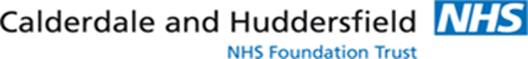 Calderdale and Huddersfield NHS
NHS Foundation Trust